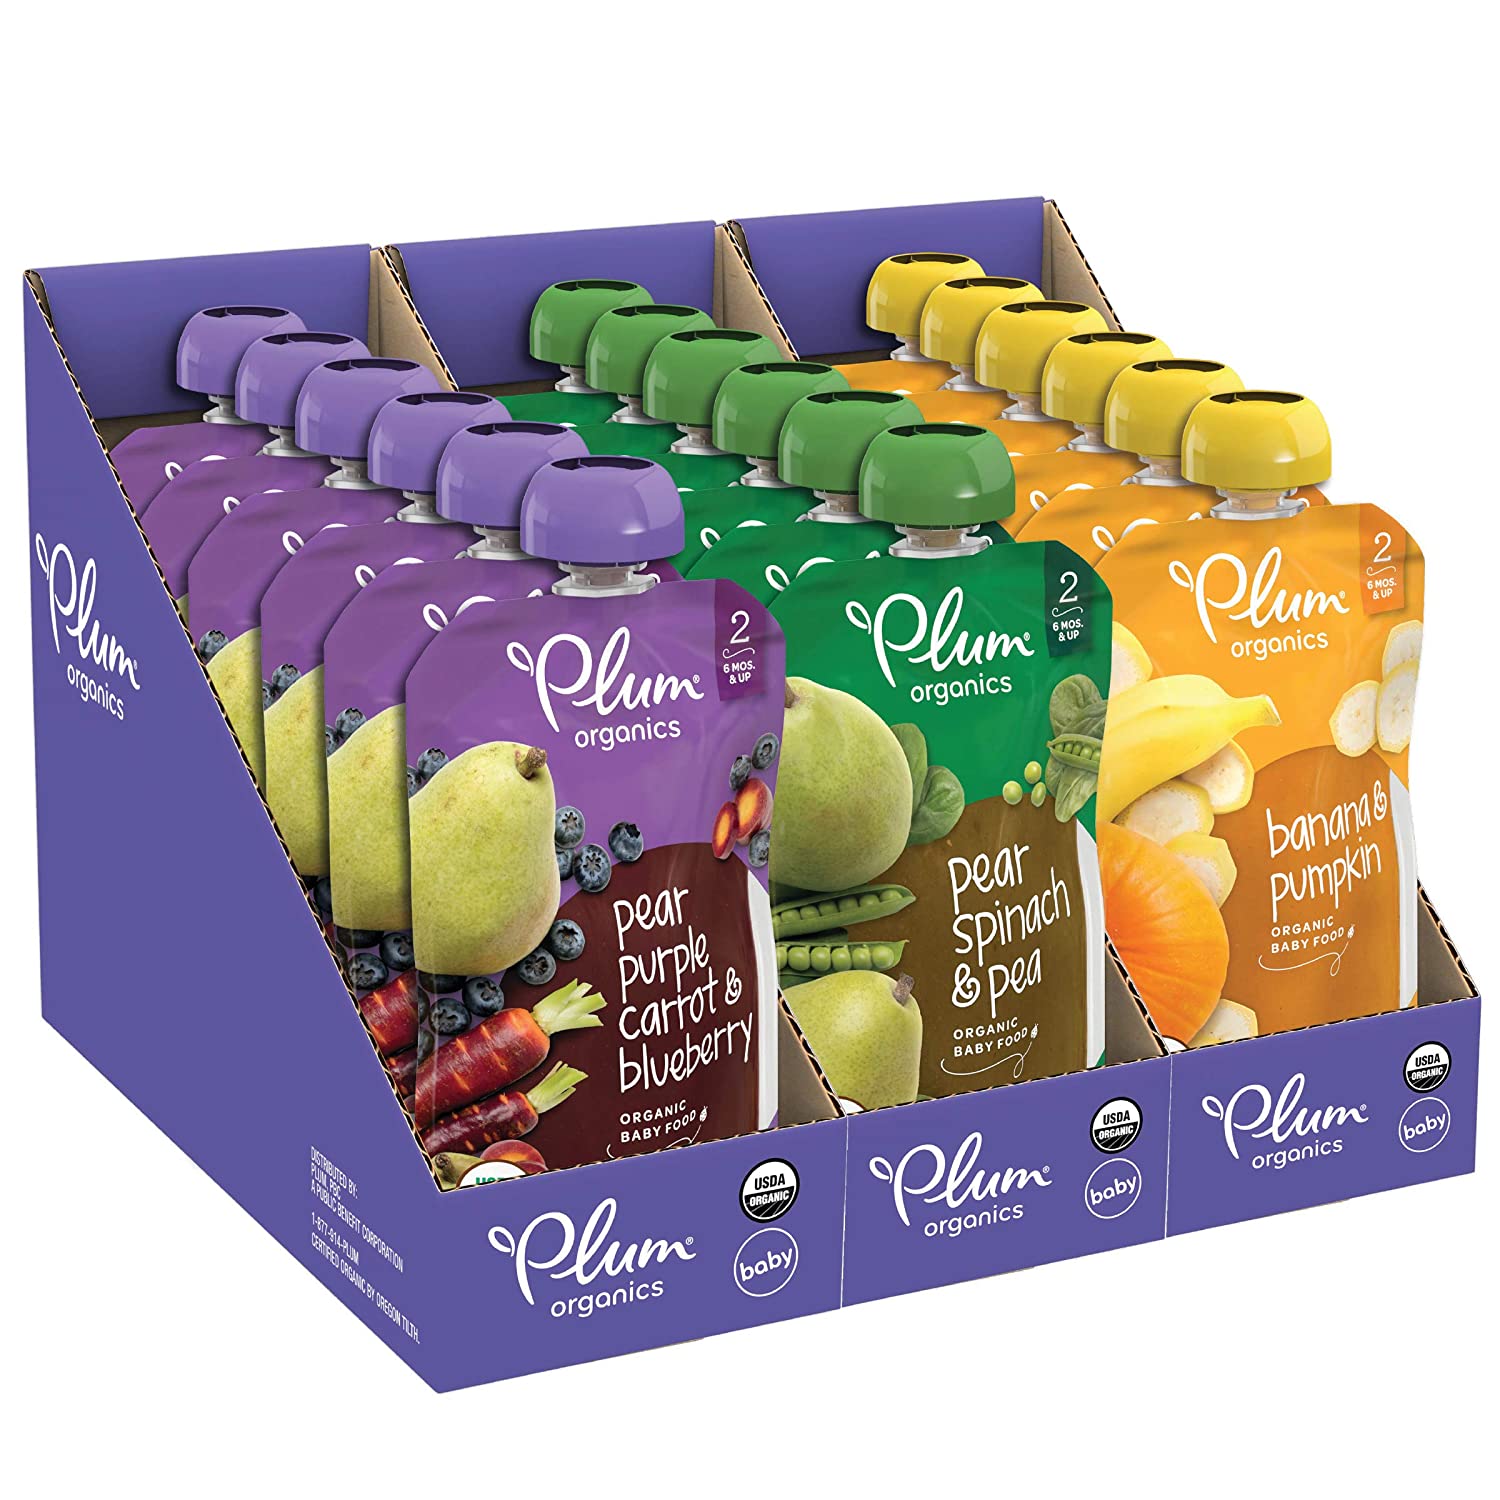 Plum®
organics
DISTRIBUTED BY:
PLUM, PBC
A PUBLIC BENEFIT CORPORATION
1-877-914-PLUM
CERTIFIED ORGANIC BY OREGON TILTH.
2
6 MOS.
& UP
Plum®
organics
pear
purple
carrot &
blueberry
ORGANIC
BABY FOOD
2
6 MOS.
& UP
Plum®
organics
pear
spinach
& pea
ORGANIC
BABY FOOD
2
6 MOS.
& UP
Plum®
organics
banana &
pumpkin
ORGANIC
BABY FOOD
Plum®
organics
USDA
ORGANIC
baby
Plum®
organics
USDA
ORGANIC
baby
Plum®
organics
USDA
ORGANIC
baby